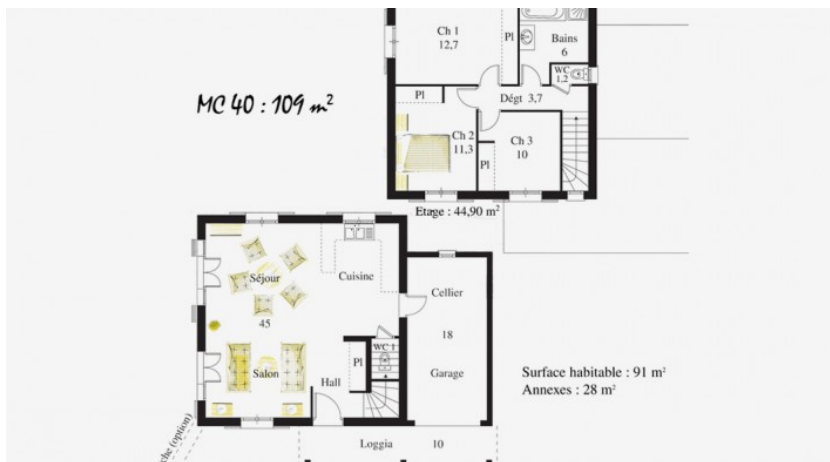 Ch 1
12,7
Pl
Bains
6
WC
1,2
MC 40 : 109 m²
Pl
Dégt 3,7
Ch 2
11,3
Ch 3
10
Pl
Etage : 44,90 m²
Séjour
Cuisine
Cellier
45
18
WC 1
Pl
Salon
Hall
Garage
Surface habitable : 91 m²
Annexes : 28 m²
(option)
Loggia 10